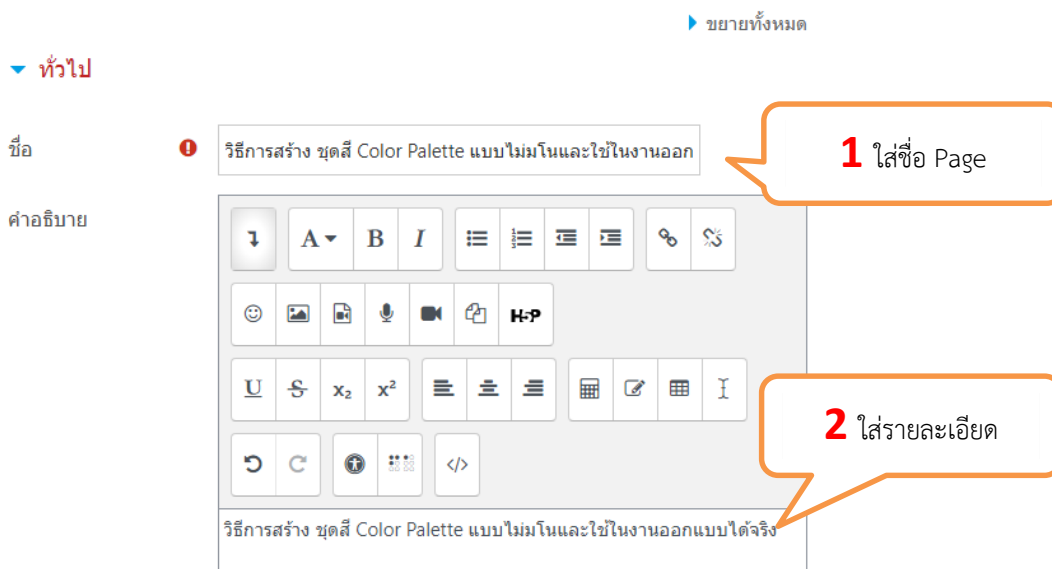 ขยายทั้งหมด
ทั่วไป
ชื่อ
วิธีการสร้าง ชุดสี Color Palette แบบไม่มโนและใช้ในงานออก
1 ใส่ชื่อ Page
คำอธิบาย
A B I
H5P
U S x₂ x²
2 ใส่รายละเอียด
</>
วิธีการสร้าง ชุดสี Color Palette แบบไม่มโนและใช้ในงานออกแบบได้จริง